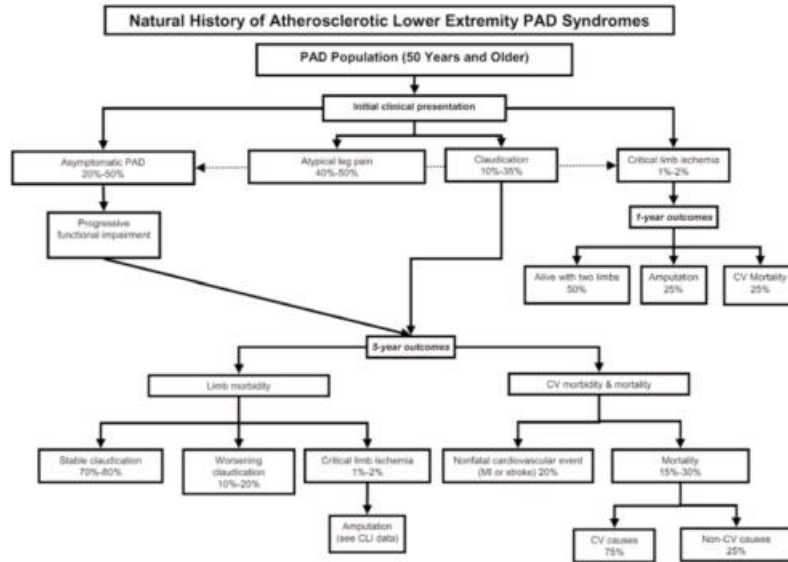 Natural History of Atherosclerotic Lower Extremity PAD Syndromes
PAD Population (50 Years and Older)
Initial clinical presentation
Asymptomatic PAD
20%-50%
Atypical leg pain
40%-50%
Claudication
10%-35%
Critical limb ischemia
1%-2%
Progressive
functional impairment
1-year outcomes
Alive with two limbs
50%
Amputation
25%
CV Mortality
25%
5-year outcomes
Limb morbidity
CV morbidity & mortality
Stable claudication
70%-80%
Worsening
claudication
10%-20%
Critical limb ischemia
1%-2%
Nonfatal cardiovascular event
(MI or stroke) 20%
Mortality
15%-30%
Amputation
(see CLI data)
CV causes
75%
Non-CV causes
25%